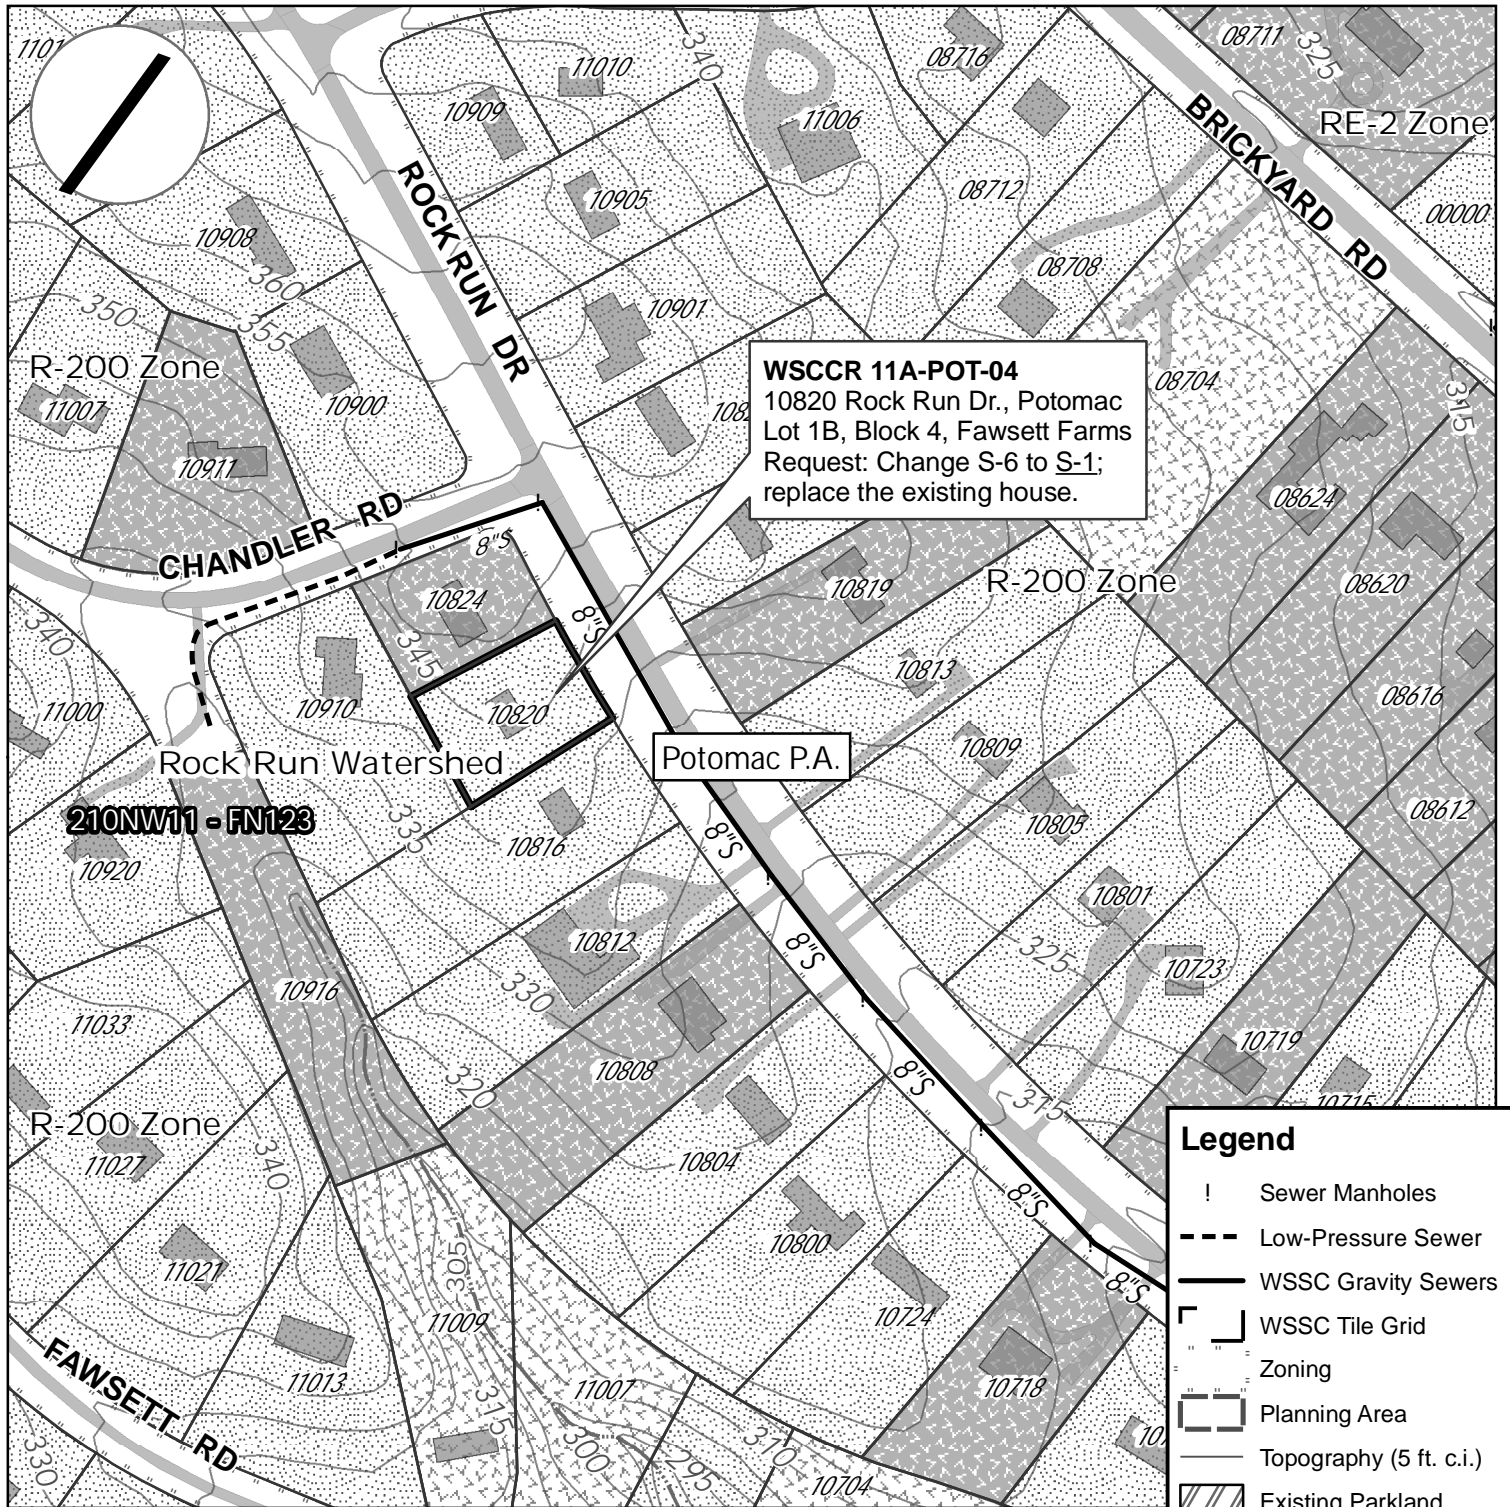 08711
325
11010
340
08716
10909
11006
RE-2 Zone
BRICKYARD RD
ROCK RUN DR
10905
08712
00000
10908
08708
360
350
355
10901
R-200 Zone
11007
10900
08704
315
WSCCR 11A-POT-04
10820 Rock Run Dr., Potomac
Lot 1B, Block 4, Fawsett Farms
Request: Change S-6 to S-1;
replace the existing house.
10911
08624
CHANDLER RD
8"S
10819
R-200 Zone
08620
10824
8"S
340
345
10813
08616
11000
10910
10820
10809
Rock Run Watershed
Potomac P.A.
210NW11 - FN123
335
10816
8"S
10805
08612
10920
10801
10812
8"S
325
10723
10916
330
11033
10719
320
10808
8"S
315
10715
R-200 Zone
11027
340
10804
8"S
10800
305
11021
8"S
11009
10724
FAWSETT RD
11013
11007
10718
315
330
300
295
310
10704
Legend
! Sewer Manholes
Low-Pressure Sewer
WSSC Gravity Sewers
WSSC Tile Grid
Zoning
Planning Area
Topography (5 ft. c.i.)
Existing Parkland